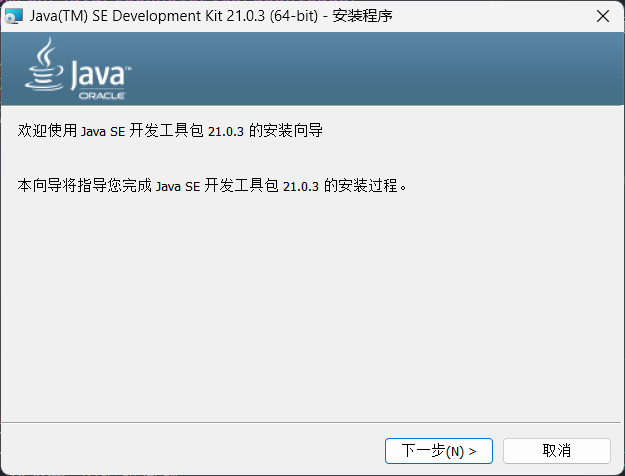 Java(TM) SE Development Kit 21.0.3 (64-bit) - 安装程序
Java™
ORACLE
欢迎使用 Java SE 开发工具包 21.0.3 的安装向导
本向导将指导您完成 Java SE 开发工具包 21.0.3 的安装过程。
下一步(N) >
取消